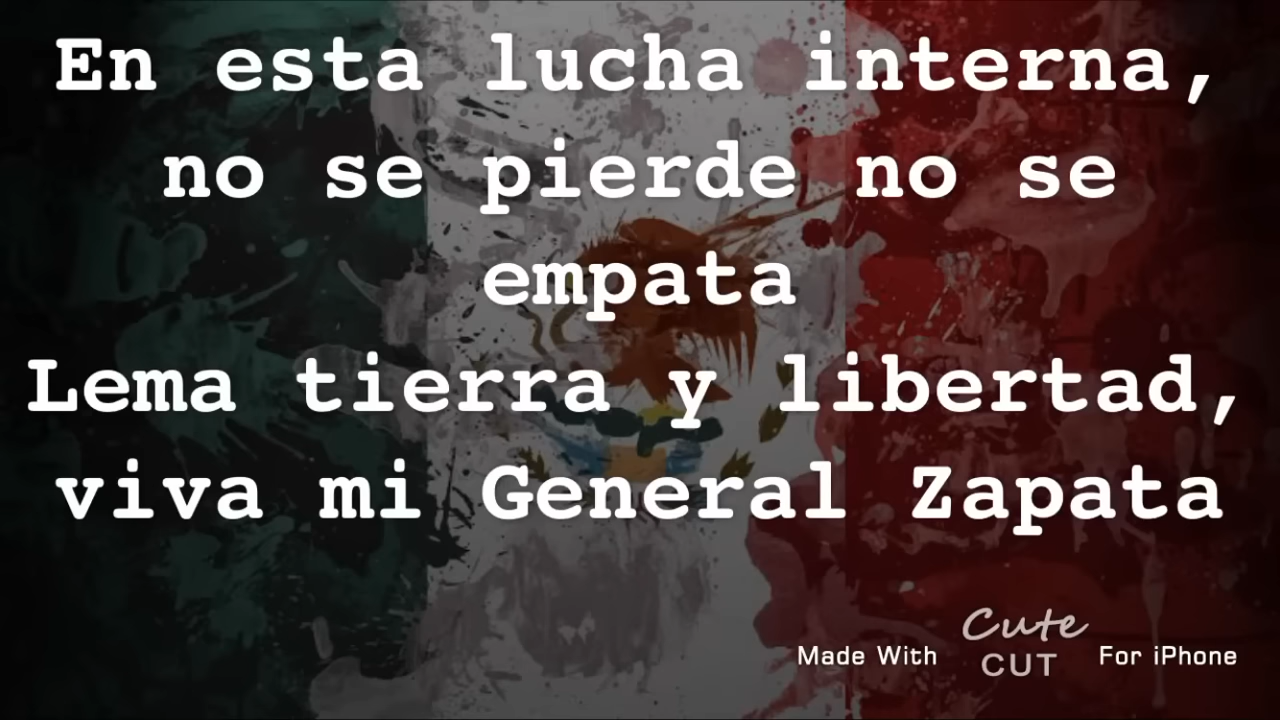 En esta lucha interna,
no se pierde no se
empata
Lema tierra y libertad,
viva mi General Zapata
Made With Cute CUT For iPhone